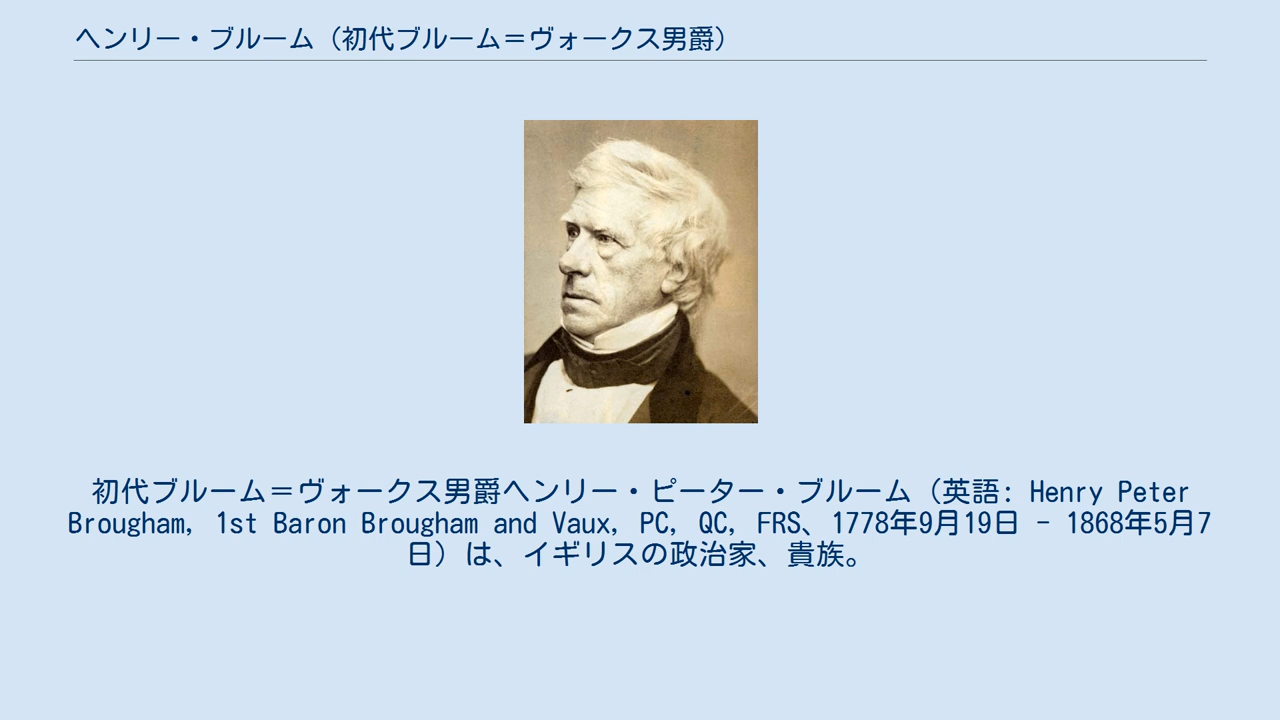 ヘンリー・ブルーム（初代ブルーム＝ヴォークス男爵）
初代ブルーム＝ヴォークス男爵ヘンリー・ピーター・ブルーム（英語: Henry Peter
Brougham, 1st Baron Brougham and Vaux, PC, QC, FRS、1778年9月19日 - 1868年5月7
日）は、イギリスの政治家、貴族。